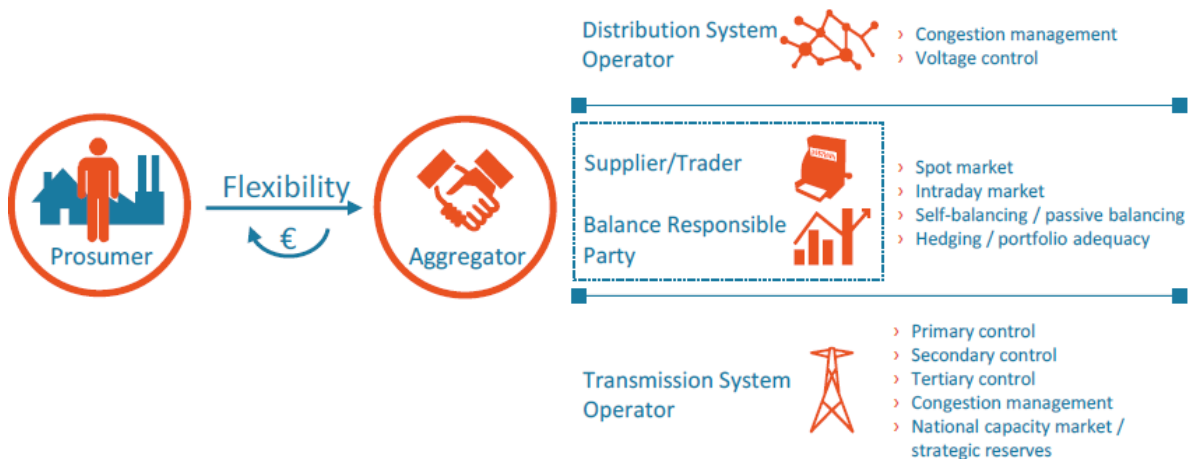 Distribution System
Operator
› Congestion management
› Voltage control
Prosumer
Flexibility
€
Aggregator
Supplier/Trader
Balance Responsible
Party
› Spot market
› Intraday market
› Self-balancing / passive balancing
› Hedging / portfolio adequacy
Transmission System
Operator
› Primary control
› Secondary control
› Tertiary control
› Congestion management
› National capacity market /
strategic reserves